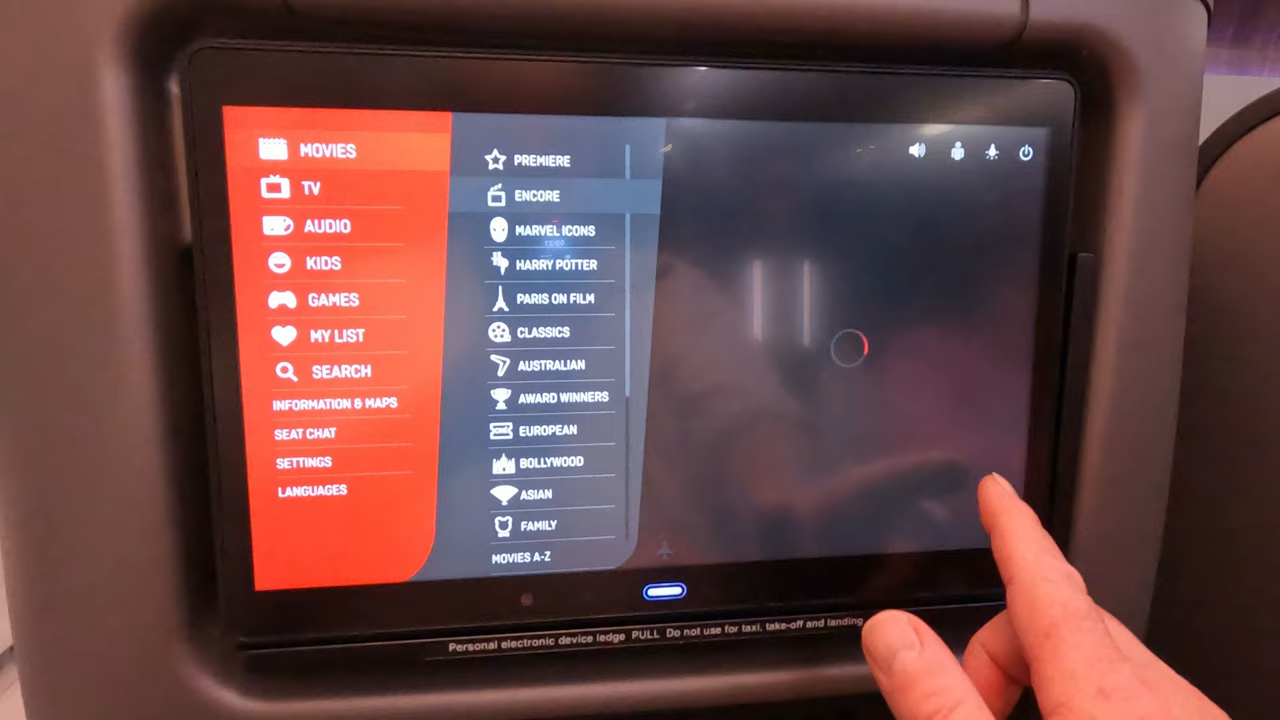 MOVIES
TV
AUDIO
KIDS
GAMES
MY LIST
SEARCH
INFORMATION & MAPS
SEAT CHAT
SETTINGS
LANGUAGES
PREMIERE
ENCORE
MARVEL ICONS
HARRY POTTER
PARIS ON FILM
CLASSICS
AUSTRALIAN
AWARD WINNERS
EUROPEAN
BOLLYWOOD
ASIAN
FAMILY
MOVIES A-Z
Personal electronic device ledge PULL Do not use for taxi, take-off and landing